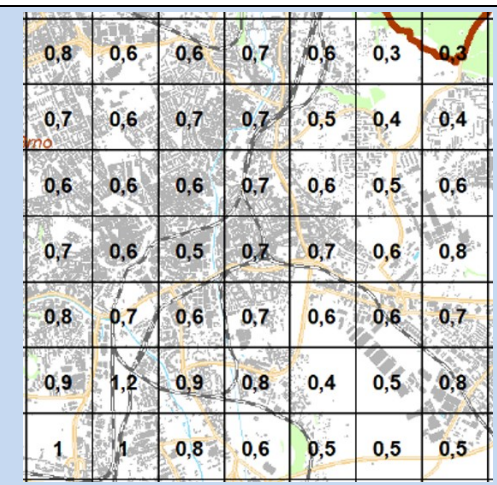 0,8 0,6 0,6 0,7 0,6 0,3 0,3
0,7 0,6 0,7 0,7 0,5 0,4 0,4
rno
0,6 0,6 0,6 0,7 0,6 0,5 0,6
0,7 0,6 0,5 0,7 0,7 0,6 0,8
0,8 0,7 0,6 0,7 0,6 0,6 0,7
0,9 1,2 0,9 0,8 0,4 0,5 0,8
1 1 0,8 0,6 0,5 0,5 0,5